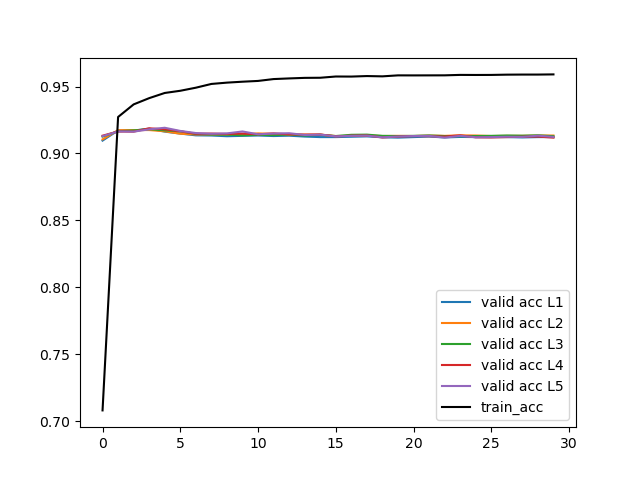 0.95
0.90
0.85
0.80
0.75
0.70
0
5
10
15
20
25
30
valid acc L1
valid acc L2
valid acc L3
valid acc L4
valid acc L5
train_acc